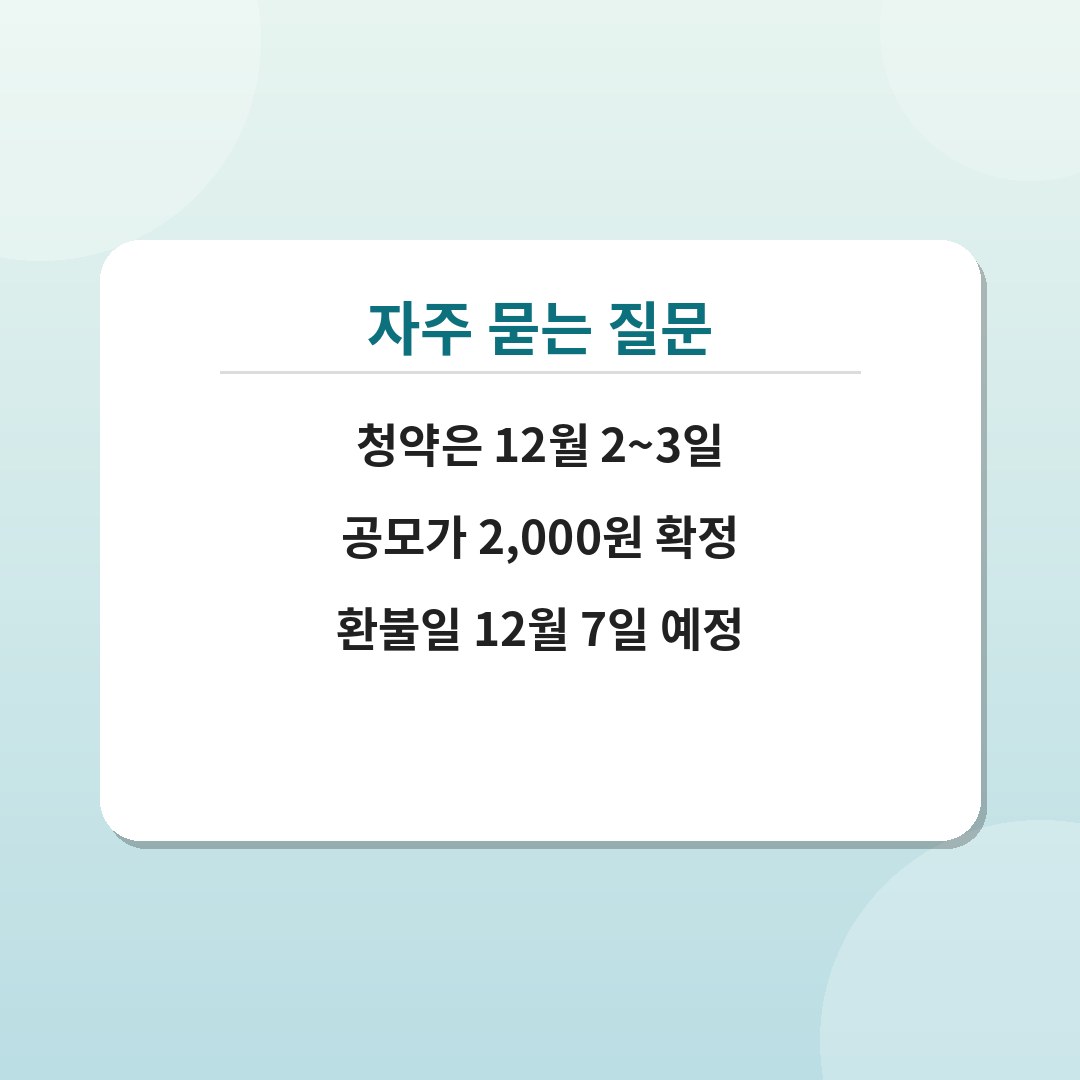 자주 묻는 질문
청약은 12월 2~3일
공모가 2,000원 확정
환불일 12월 7일 예정